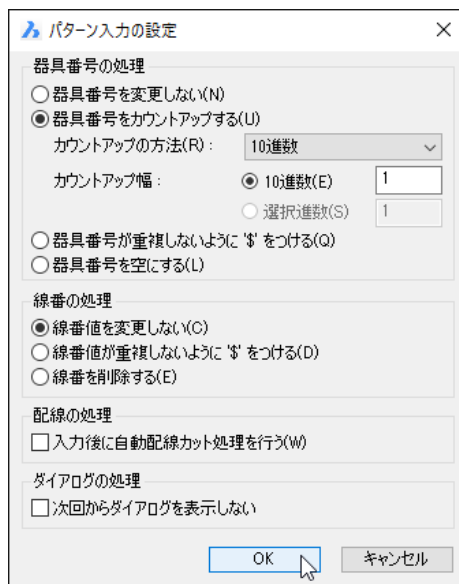 パターン入力の設定
器具番号の処理
器具番号を変更しない(N)
器具番号をカウントアップする(U)
カウントアップの方法(R): 10進数
カウントアップ幅: 10進数(E) 1
選択進数(S) 1
器具番号が重複しないように '$' をつける(Q)
器具番号を空にする(L)
線番の処理
線番値を変更しない(C)
線番値が重複しないように '$' をつける(D)
線番を削除する(E)
配線の処理
入力後に自動配線カット処理を行う(W)
ダイアログの処理
次回からダイアログを表示しない
OK キャンセル